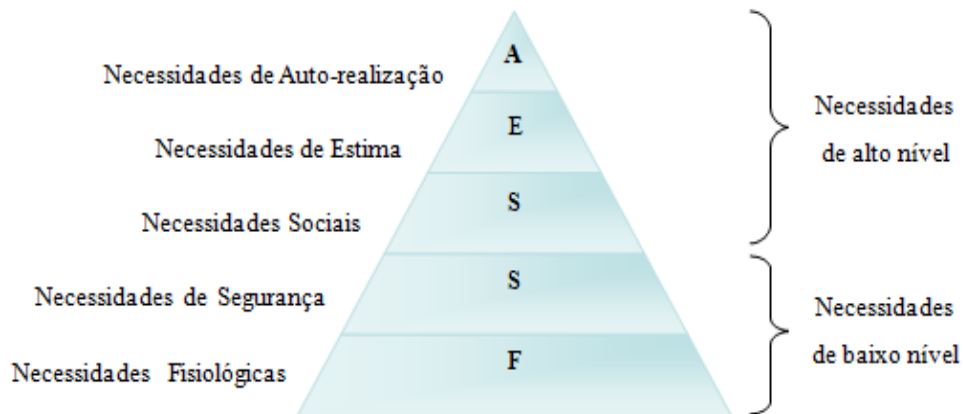 A
Necessidades de Auto-realização
E
Necessidades de Estima
S
Necessidades Sociais
S
Necessidades de Segurança
F
Necessidades Fisiológicas
Necessidades
de alto nível
Necessidades
de baixo nível